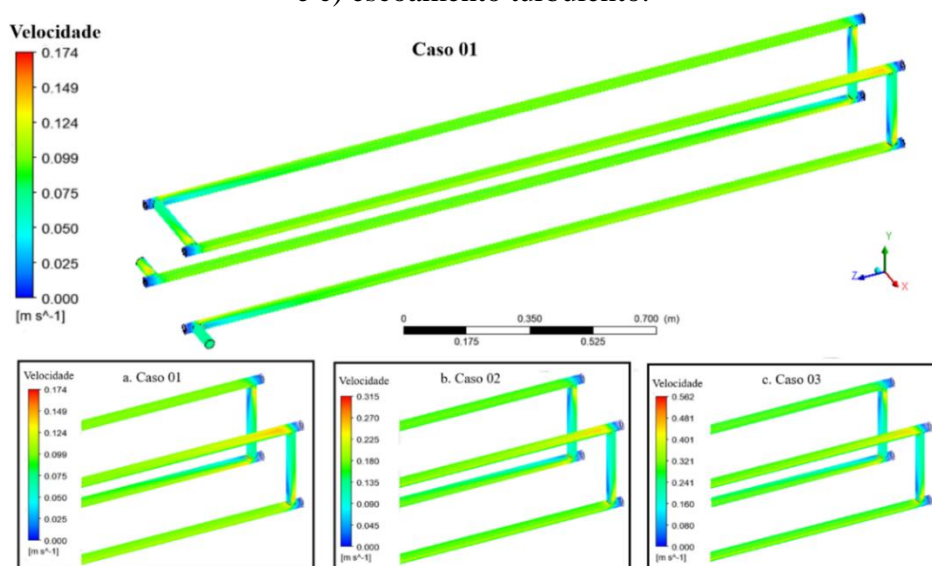 e c) escoamento turbulento.
Velocidade
0.174
0.149
0.124
0.099
0.075
0.050
0.025
0.000
[m s^-1]
Caso 01
Y
Z
X
0
0.350
0.700 (m)
0.175
0.525
Velocidade
a. Caso 01
0.174
0.149
0.124
0.099
0.075
0.050
0.025
0.000
[m s^-1]
Velocidade
b. Caso 02
0.315
0.270
0.225
0.180
0.135
0.090
0.045
0.000
[m s^-1]
Velocidade
c. Caso 03
0.562
0.481
0.401
0.321
0.241
0.160
0.080
0.000
[m s^-1]